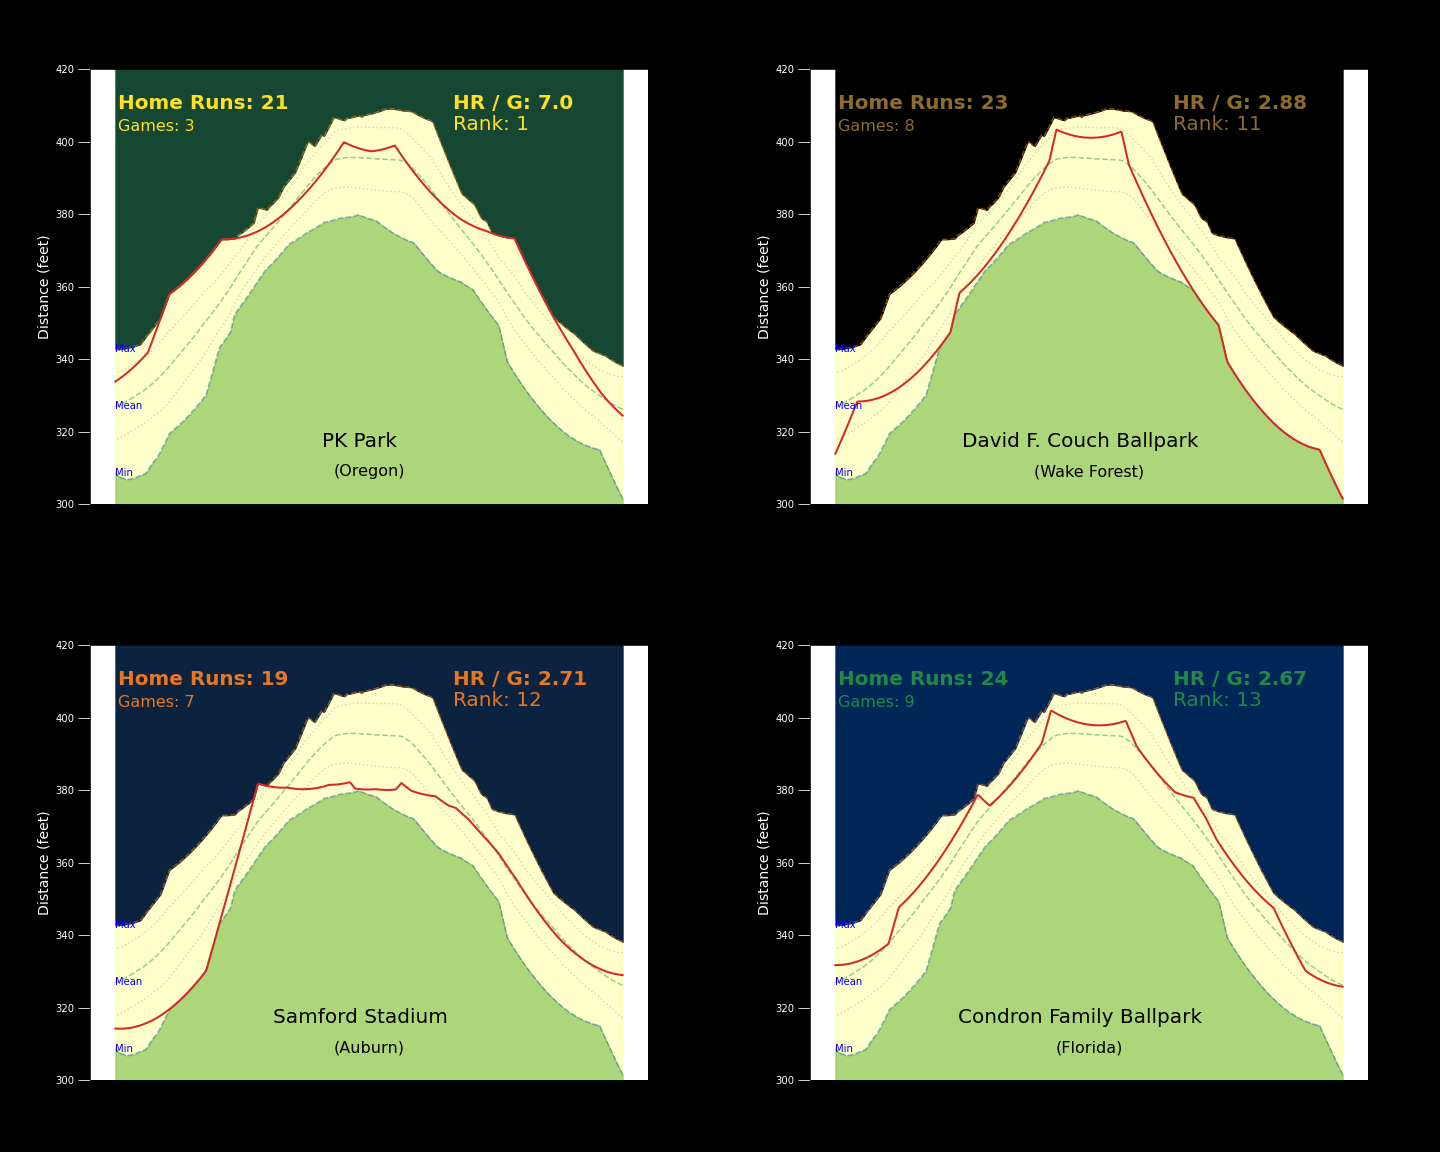 420
400
380
360
340
320
300
Distance (feet)
Home Runs: 21
Games: 3
HR / G: 7.0
Rank: 1
Max
Mean
Min
PK Park
(Oregon)
420
400
380
360
340
320
300
Distance (feet)
Home Runs: 23
Games: 8
HR / G: 2.88
Rank: 11
Max
Mean
Min
David F. Couch Ballpark
(Wake Forest)
420
400
380
360
340
320
300
Distance (feet)
Home Runs: 19
Games: 7
HR / G: 2.71
Rank: 12
Max
Mean
Min
Samford Stadium
(Auburn)
420
400
380
360
340
320
300
Distance (feet)
Home Runs: 24
Games: 9
HR / G: 2.67
Rank: 13
Max
Mean
Min
Condron Family Ballpark
(Florida)